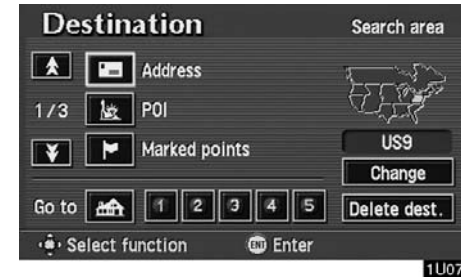 Destination
Search area
Address
1/3 POI
Marked points
US9
Change
Go to 1 2 3 4 5
Delete dest.
Select function ENT Enter
1U07